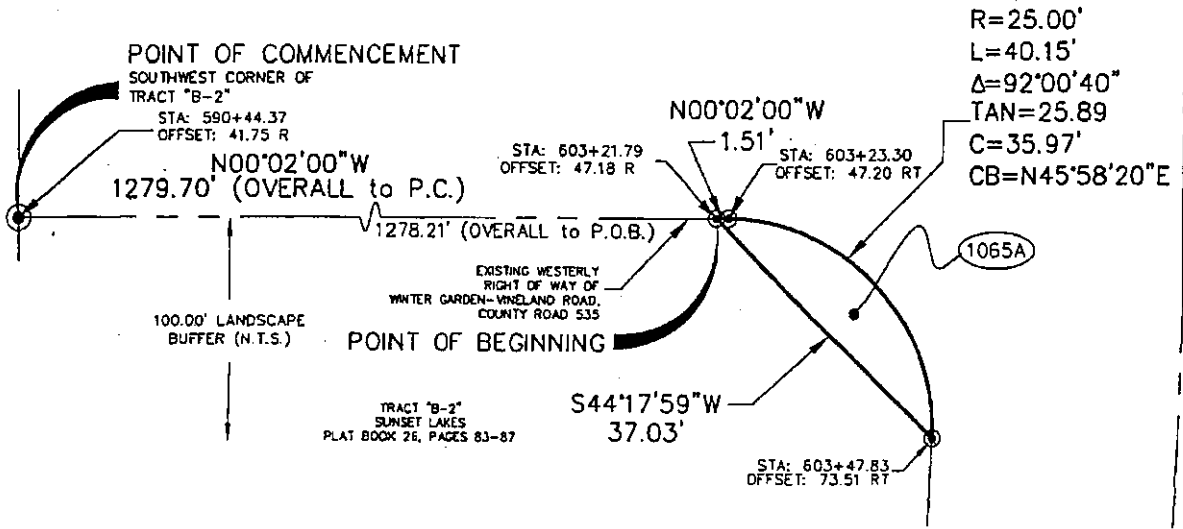 POINT OF COMMENCEMENT
SOUTHWEST CORNER OF
TRACT "B-2"
STA: 590+44.37
OFFSET: 41.75 R
N00°02'00"W
1279.70' (OVERALL to P.C.)
1278.21' (OVERALL to P.O.B.)
STA: 603+21.79
OFFSET: 47.18 R
N00°02'00"W
1.51'
STA: 603+23.30
OFFSET: 47.20 RT
R=25.00'
L=40.15'
Δ=92°00'40"
TAN=25.89
C=35.97'
CB=N45°58'20"E
1065A
EXISTING WESTERLY
RIGHT OF WAY OF
WINTER GARDEN-VINELAND ROAD,
COUNTY ROAD 535
100.00' LANDSCAPE
BUFFER (N.T.S.)
POINT OF BEGINNING
TRACT "B-2"
SUNSET LAKES
PLAT BOOK 26, PAGES 83-87
S44°17'59"W
37.03'
STA: 603+47.83
OFFSET: 73.51 RT